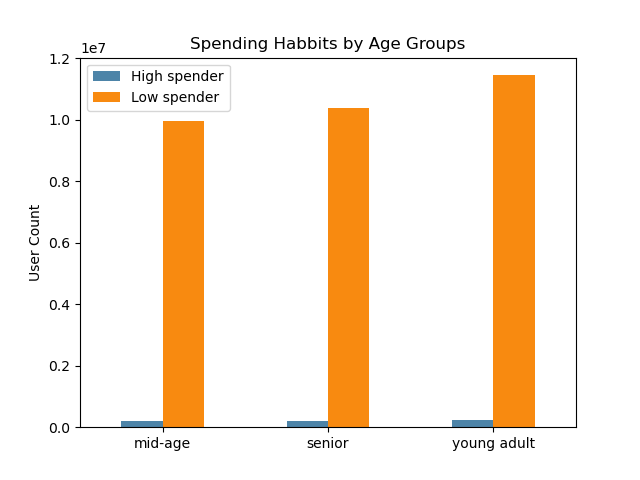 Spending Habbits by Age Groups
1e7
High spender
Low spender
1.2
1.0
0.8
0.6
0.4
0.2
0.0
User Count
mid-age
senior
young adult